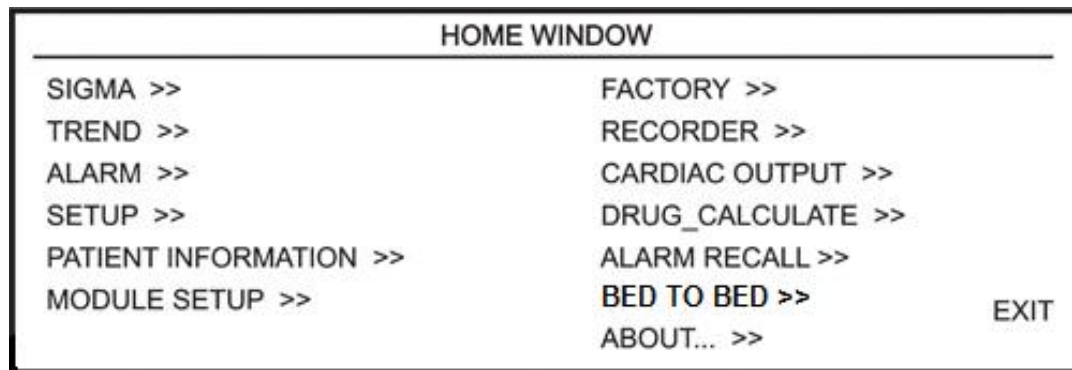 HOME WINDOW
SIGMA >>
TREND >>
ALARM >>
SETUP >>
PATIENT INFORMATION >>
MODULE SETUP >>
FACTORY >>
RECORDER >>
CARDIAC OUTPUT >>
DRUG_CALCULATE >>
ALARM RECALL >>
BED TO BED >>
ABOUT... >>
EXIT